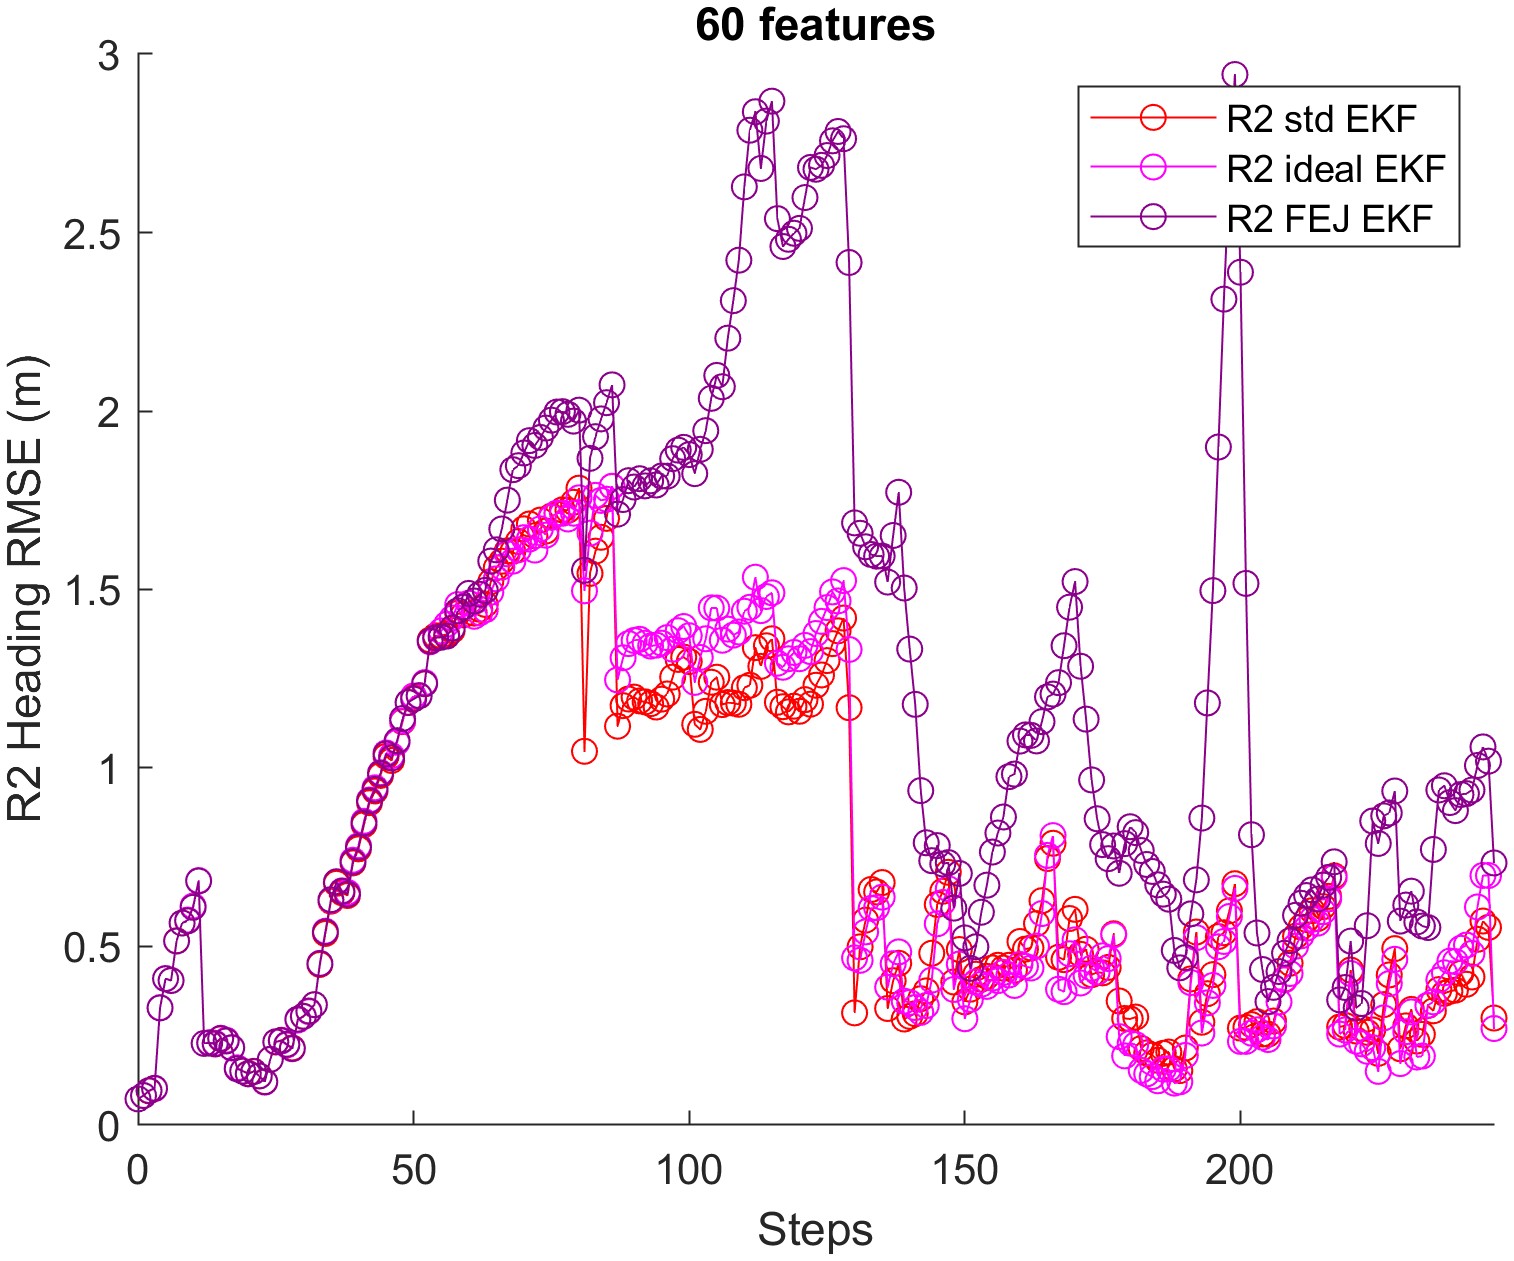 60 features
R2 Heading RMSE (m)
3
2.5
2
1.5
1
0.5
0
R2 std EKF
R2 ideal EKF
R2 FEJ EKF
0 50 100 150 200
Steps